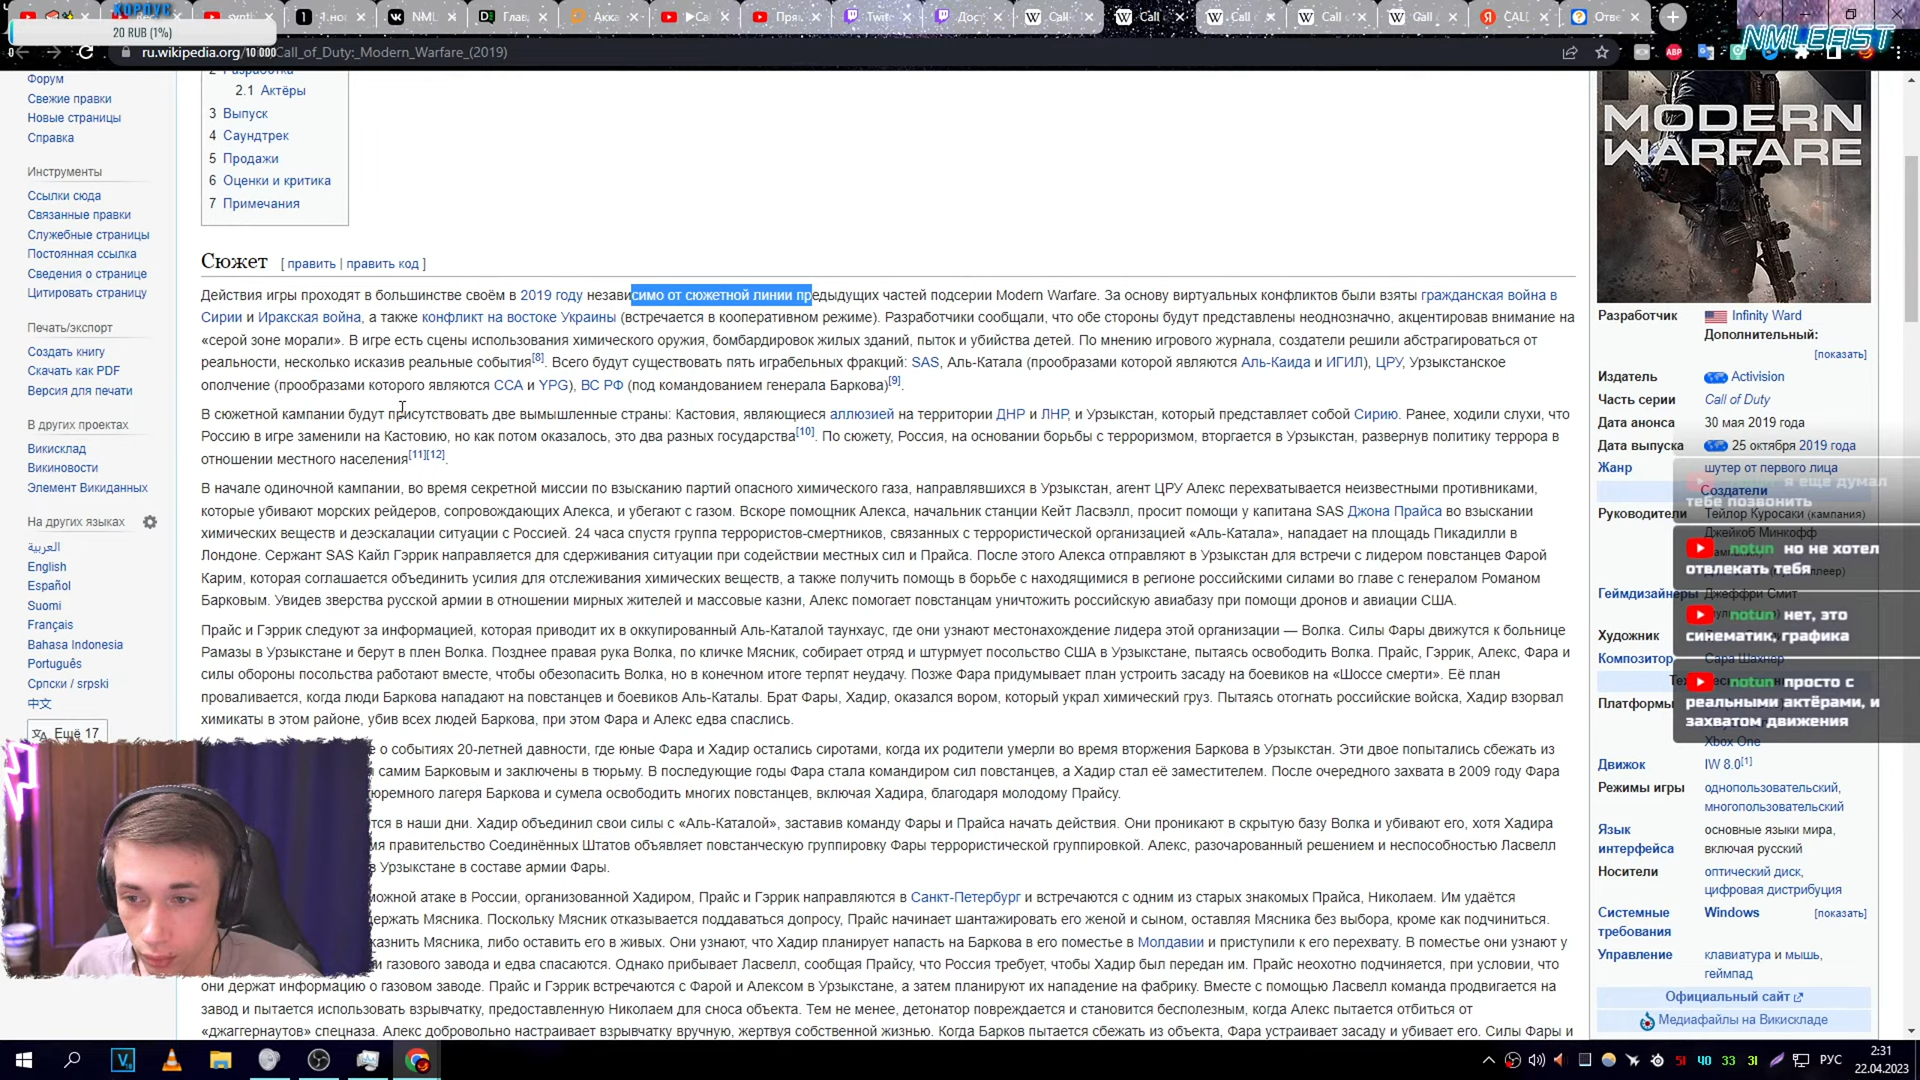 КОРПУС
20 RUB (1%)
0
10 000
ru.wikipedia.org
Call_of_Duty:_Modern_Warfare_(2019)
NMLEAST
Форум
Свежие правки
Новые страницы
Справка
Инструменты
Ссылки сюда
Связанные правки
Служебные страницы
Постоянная ссылка
Сведения о странице
Цитировать страницу
Печать/экспорт
Создать книгу
Скачать как PDF
Версия для печати
В других проектах
Викисклад
Викиновости
Элемент Викиданных
На других языках
العربية
English
Español
Suomi
Français
Bahasa Indonesia
Português
Српски / srpski
中文
Ещё 17
2 Разработка
2.1 Актёры
3 Выпуск
4 Саундтрек
5 Продажи
6 Оценки и критика
7 Примечания
Сюжет [ править | править код ]
Действия игры проходят в большинстве своём в 2019 году независимо от сюжетной линии предыдущих частей подсерии Modern Warfare. За основу виртуальных конфликтов были взяты гражданская война в
Сирии и Иракская война, а также конфликт на востоке Украины (встречается в кооперативном режиме). Разработчики сообщали, что обе стороны будут представлены неоднозначно, акцентировав внимание на
«серой зоне морали». В игре есть сцены использования химического оружия, бомбардировок жилых зданий, пыток и убийства детей. По мнению игрового журнала, создатели решили абстрагироваться от
реальности, несколько исказив реальные события[8]. Всего будут существовать пять играбельных фракций: SAS, Аль-Катала (прообразами которой являются Аль-Каида и ИГИЛ), ЦРУ, Урзыкстанское
ополчение (прообразами которого являются ССА и YPG), ВС РФ (под командованием генерала Баркова)[9].
В сюжетной кампании будут присутствовать две вымышленные страны: Кастовия, являющиеся аллюзией на территории ДНР и ЛНР, и Урзыкстан, который представляет собой Сирию. Ранее, ходили слухи, что
Россию в игре заменили на Кастовию, но как потом оказалось, это два разных государства[10]. По сюжету, Россия, на основании борьбы с терроризмом, вторгается в Урзыкстан, развернув политику террора в
отношении местного населения[11][12].
В начале одиночной кампании, во время секретной миссии по взысканию партий опасного химического газа, направлявшихся в Урзыкстан, агент ЦРУ Алекс перехватывается неизвестными противниками,
которые убивают морских рейдеров, сопровождающих Алекса, и убегают с газом. Вскоре помощник Алекса, начальник станции Кейт Ласвэлл, просит помощи у капитана SAS Джона Прайса во взыскании
химических веществ и деэскалации ситуации с Россией. 24 часа спустя группа террористов-смертников, связанных с террористической организацией «Аль-Катала», нападает на площадь Пикадилли в
Лондоне. Сержант SAS Кайл Гэррик направляется для сдерживания ситуации при содействии местных сил и Прайса. После этого Алекса отправляют в Урзыкстан для встречи с лидером повстанцев Фарой
Карим, которая соглашается объединить усилия для отслеживания химических веществ, а также получить помощь в борьбе с находящимися в регионе российскими силами во главе с генералом Романом
Барковым. Увидев зверства русской армии в отношении мирных жителей и массовые казни, Алекс помогает повстанцам уничтожить российскую авиабазу при помощи дронов и авиации США.
Прайс и Гэррик следуют за информацией, которая приводит их в оккупированный Аль-Каталой таунхаус, где они узнают местонахождение лидера этой организации — Волка. Силы Фары движутся к больнице
Рамазы в Урзыкстане и берут в плен Волка. Позднее правая рука Волка, по кличке Мясник, собирает отряд и штурмует посольство США в Урзыкстане, пытаясь освободить Волка. Прайс, Гэррик, Алекс, Фара и
силы обороны посольства работают вместе, чтобы обезопасить Волка, но в конечном итоге терпят неудачу. Позже Фара придумывает план устроить засаду на боевиков на «Шоссе смерти». Её план
проваливается, когда люди Баркова нападают на повстанцев и боевиков Аль-Каталы. Брат Фары, Хадир, оказался вором, который украл химический груз. Пытаясь отогнать российские войска, Хадир взорвал
химикаты в этом районе, убив всех людей Баркова, при этом Фара и Алекс едва спаслись.
о событиях 20-летней давности, где юные Фара и Хадир остались сиротами, когда их родители умерли во время вторжения Баркова в Урзыкстан. Эти двое попытались сбежать из
самим Барковым и заключены в тюрьму. В последующие годы Фара стала командиром сил повстанцев, а Хадир стал её заместителем. После очередного захвата в 2009 году Фара
юремного лагеря Баркова и сумела освободить многих повстанцев, включая Хадира, благодаря молодому Прайсу.
тся в наши дни. Хадир объединил свои силы с «Аль-Каталой», заставив команду Фары и Прайса начать действия. Они проникают в скрытую базу Волка и убивают его, хотя Хадира
мя правительство Соединённых Штатов объявляет повстанческую группировку Фары террористической группировкой. Алекс, разочарованный решением и неспособностью Ласвелл
в Урзыкстане в составе армии Фары.
можной атаке в России, организованной Хадиром, Прайс и Гэррик направляются в Санкт-Петербург и встречаются с одним из старых знакомых Прайса, Николаем. Им удаётся
держать Мясника. Поскольку Мясник отказывается поддаваться допросу, Прайс начинает шантажировать его женой и сыном, оставляя Мясника без выбора, кроме как подчиниться.
казнить Мясника, либо оставить его в живых. Они узнают, что Хадир планирует напасть на Баркова в его поместье в Молдавии и приступили к его перехвату. В поместье они узнают у
и газового завода и едва спасаются. Однако прибывает Ласвелл, сообщая Прайсу, что Россия требует, чтобы Хадир был передан им. Прайс неохотно подчиняется, при условии, что
они держат информацию о газовом заводе. Прайс и Гэррик встречаются с Фарой и Алексом в Урзыкстане, а затем планируют их нападение на фабрику. Вместе с помощью Ласвелл команда продвигается на
завод и пытается использовать взрывчатку, предоставленную Николаем для сноса объекта. Тем не менее, детонатор повреждается и становится бесполезным, когда Алекс пытается отбиться от
«джаггернаутов» спецназа. Алекс добровольно настраивает взрывчатку вручную, жертвуя собственной жизнью. Когда Барков пытается сбежать из объекта, Фара устраивает засаду и убивает его. Силы Фары и
MODERN
WARFARE
Разработчик Infinity Ward
Дополнительный:
[показать]
Издатель Activision
Часть серии Call of Duty
Дата анонса 30 мая 2019 года
Дата выпуска 25 октября 2019 года
Жанр шутер от первого лица
Создатели
Руководители Тейлор Куросаки (кампания)
Джейкоб Минкофф
Геймдизайнеры Джеффри Смит
Художник
Композитор Сара Шахнер
Платформы
Xbox One
Движок IW 8.0[1]
Режимы игры однопользовательский,
многопользовательский
Язык
интерфейса
основные языки мира,
включая русский
Носители оптический диск,
цифровая дистрибуция
Системные
требования
Windows [показать]
Управление клавиатура и мышь,
геймпад
Официальный сайт
Медиафайлы на Викискладе
я еще думал
тебе позвонить
notun но не хотел
отвлекать тебя
notun нет, это
синематик, графика
notun просто с
реальными актёрами, и
захватом движения
51 40 33 31
РУС
2:31
22.04.2023